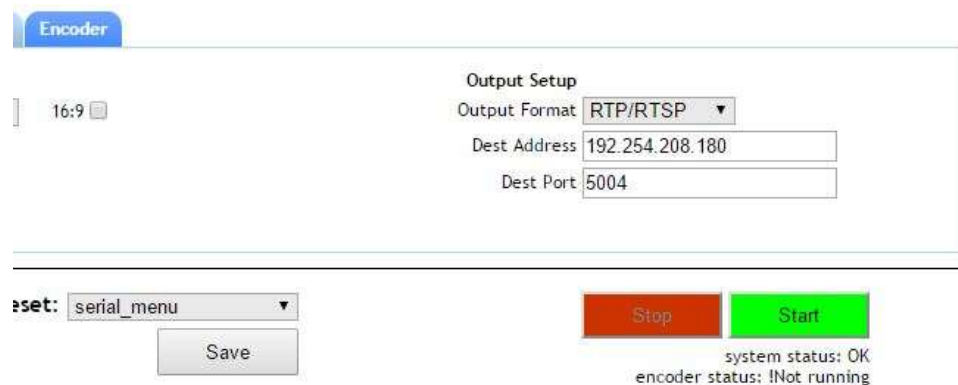 Encoder
Output Setup
16:9
Output Format RTP/RTSP
Dest Address 192.254.208.180
Dest Port 5004
eset: serial_menu
Stop Start
Save
system status: OK
encoder status: !Not running